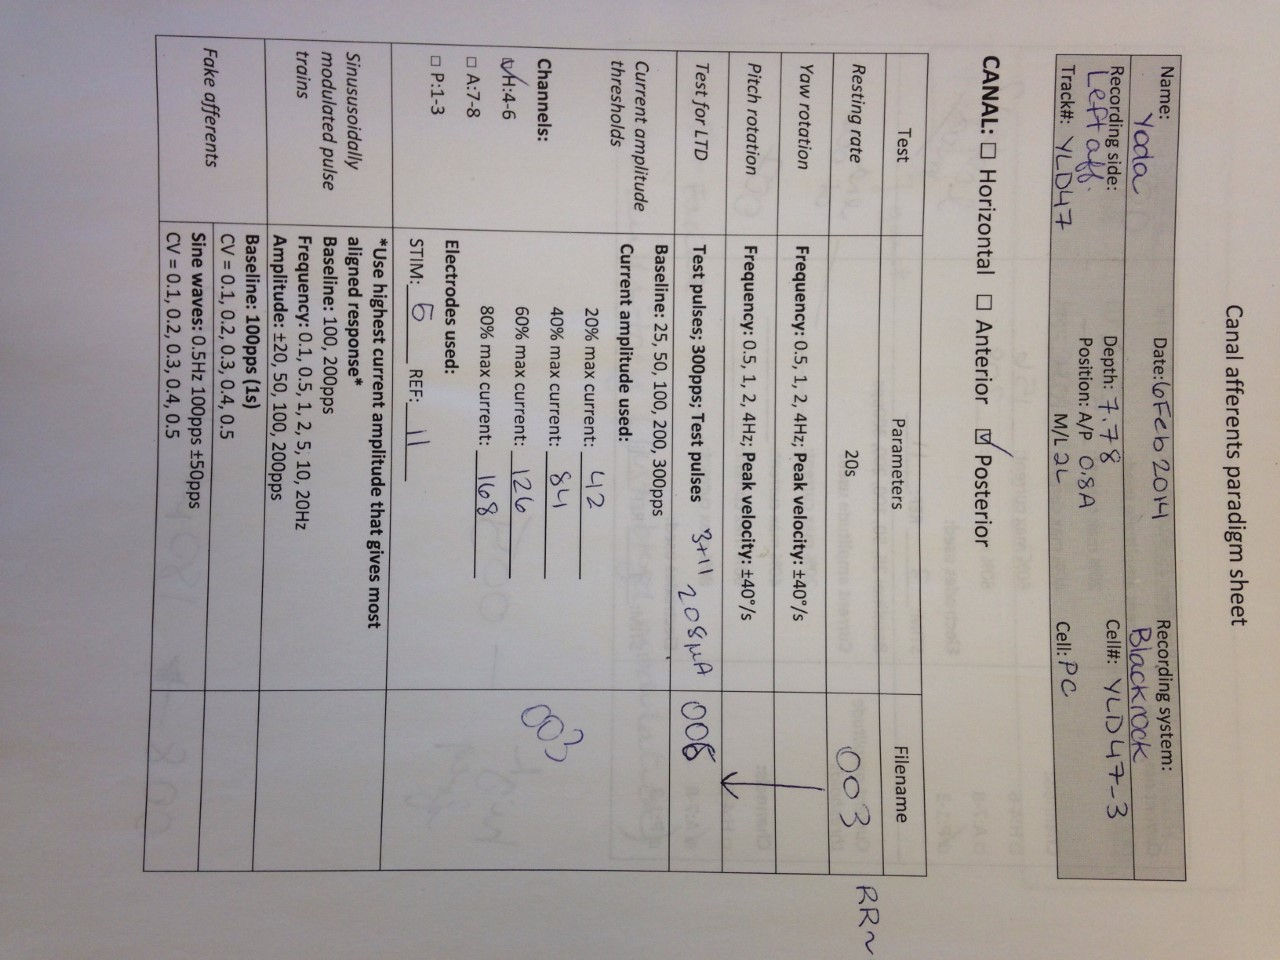 Canal afferents paradigm sheet
Name: Yoda Date: 6 Feb 2014 Recording system: Blackrock
Recording side: Left aff. Depth: 7.78 Cell#: YLD47_3
Track#: YLD47 Position: A/P 0.8A Cell: PC
M/L 2L
CANAL: □ Horizontal □ Anterior ☑ Posterior
Test Parameters Filename
Resting rate 20s 003 RR~
Yaw rotation Frequency: 0.5, 1, 2, 4Hz; Peak velocity: ±40°/s
Pitch rotation Frequency: 0.5, 1, 2, 4Hz; Peak velocity: ±40°/s
Test for LTD Test pulses; 300pps; Test pulses 3+11 208µA 006
Current amplitude thresholds
Channels:
☑ H:4-6
□ A:7-8
□ P:1-3
Baseline: 25, 50, 100, 200, 300pps
Current amplitude used:
20% max current: 42
40% max current: 84
60% max current: 126
80% max current: 168
Electrodes used:
STIM: 6 REF: 11
003
Sinususoidally
modulated pulse
trains
*Use highest current amplitude that gives most
aligned response*
Baseline: 100, 200pps
Frequency: 0.1, 0.5, 1, 2, 5, 10, 20Hz
Amplitude: ±20, 50, 100, 200pps
Fake afferents
Baseline: 100pps (1s)
CV = 0.1, 0.2, 0.3, 0.4, 0.5
Sine waves: 0.5Hz 100pps ±50pps
CV = 0.1, 0.2, 0.3, 0.4, 0.5